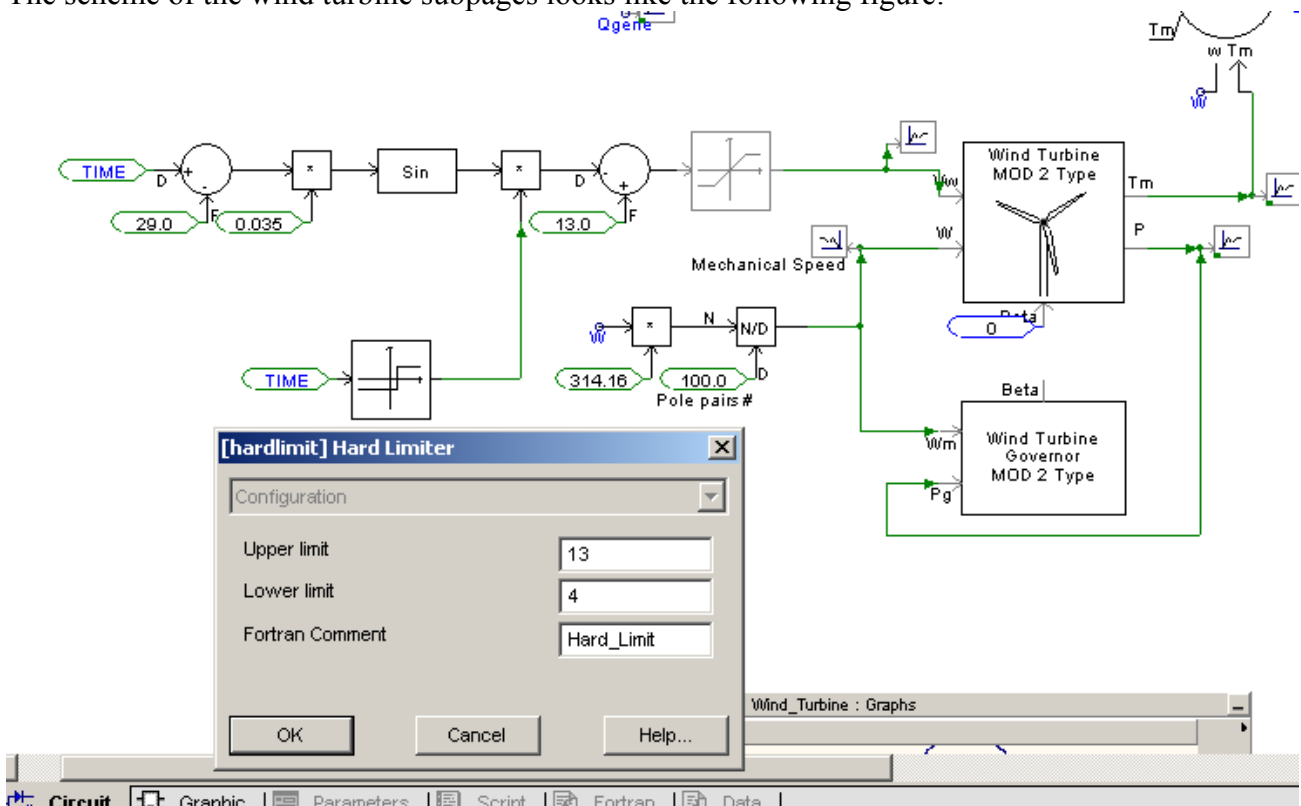 The scheme of the wind turbine subpages looks like the following figure.
Qgene
Tm
w Tm
W
TIME
D
+
-
F
29.0
*
0.035
Sin
*
D
-
+
F
13.0
Vw
W
Wind Turbine
MOD 2 Type
Tm
P
Beta
0
Mechanical Speed
W
*
N
N/D
D
314.16
100.0
Pole pairs #
TIME
Beta
Wm
Pg
Wind Turbine
Governor
MOD 2 Type
[hardlimit] Hard Limiter
Configuration
Upper limit
13
Lower limit
4
Fortran Comment
Hard_Limit
OK
Cancel
Help...
Wind_Turbine : Graphs
Circuit
Graphic
Parameters
Script
Fortran
Data